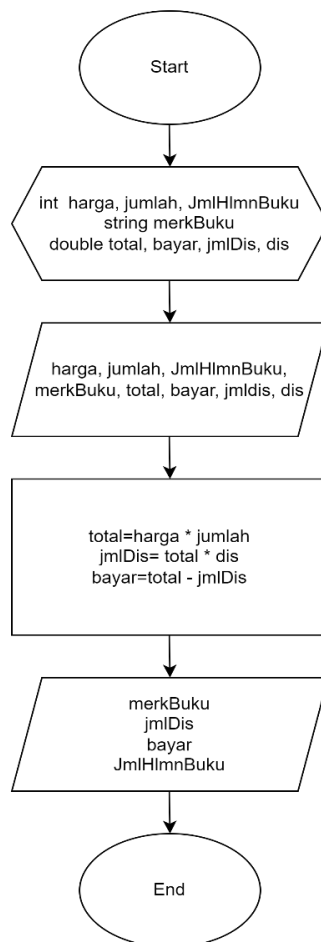 Start
int harga, jumlah, JmlHlmnBuku
string merkBuku
double total, bayar, jmlDis, dis
harga, jumlah, JmlHlmnBuku,
merkBuku, total, bayar, jmldis, dis
total=harga * jumlah
jmlDis= total * dis
bayar=total - jmlDis
merkBuku
jmlDis
bayar
JmlHlmnBuku
End